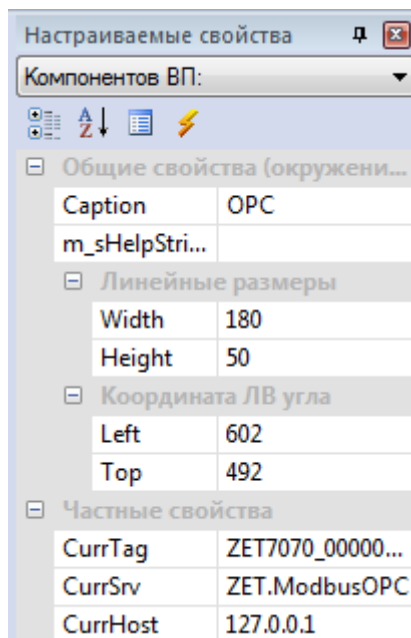 Настраиваемые свойства
Компонентов ВП:
Общие свойства (окружени...
Caption OPC
m_sHelpStri...
Линейные размеры
Width 180
Height 50
Координата ЛВ угла
Left 602
Top 492
Частные свойства
CurrTag ZET7070_00000...
CurrSrv ZET.ModbusOPC
CurrHost 127.0.0.1